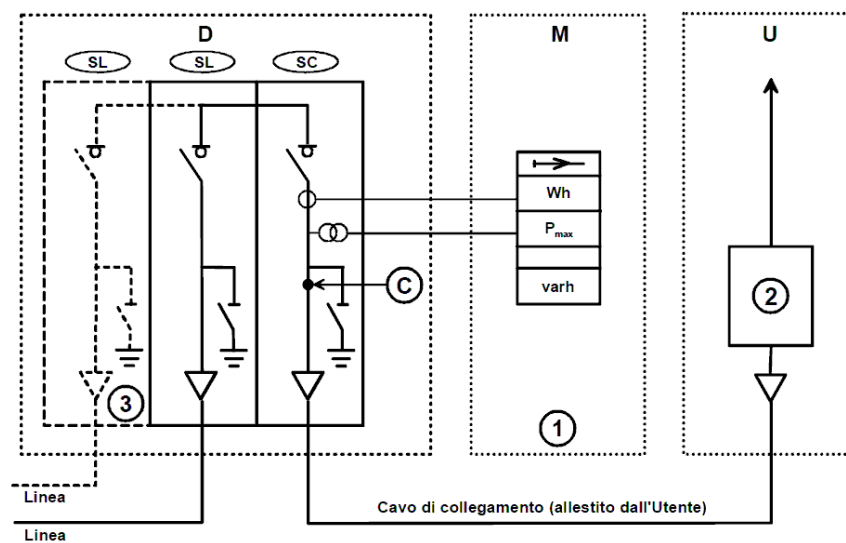 D
M
U
SL
SL
SC
Wh
Pmax
varh
C
2
3
1
Linea
Linea
Cavo di collegamento (allestito dall'Utente)